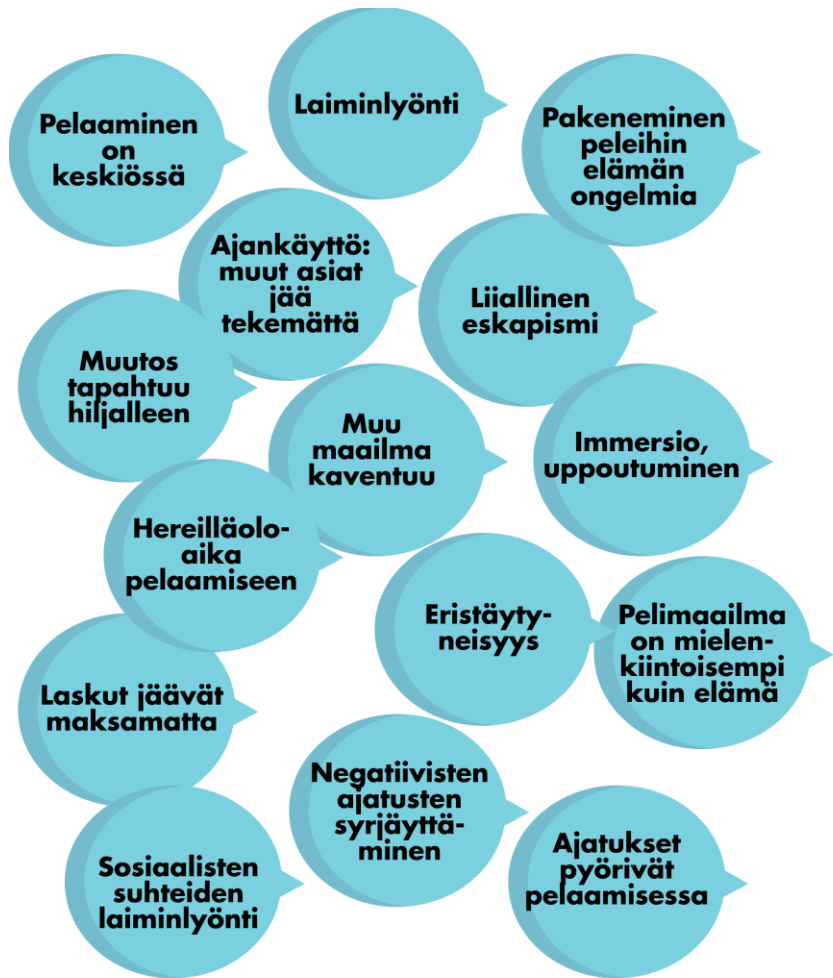 Pelaaminen
on
keskiössä
Laiminlyönti
Pakeneminen
peleihin
elämän
ongelmia
Ajankäyttö:
muut asiat
jää
tekemättä
Liiallinen
eskapismi
Muutos
tapahtuu
hiljalleen
Muu
maailma
kaventuu
Immersio,
uppoutuminen
Hereilläolo-
aika
pelaamiseen
Eristäyty-
neisyys
Pelimaailma
on mielen-
kiintoisempi
kuin elämä
Laskut jäävät
maksamatta
Negatiivisten
ajatusten
syrjäyttä-
minen
Sosiaalisten
suhteiden
laiminlyönti
Ajatukset
pyörivät
pelaamisessa